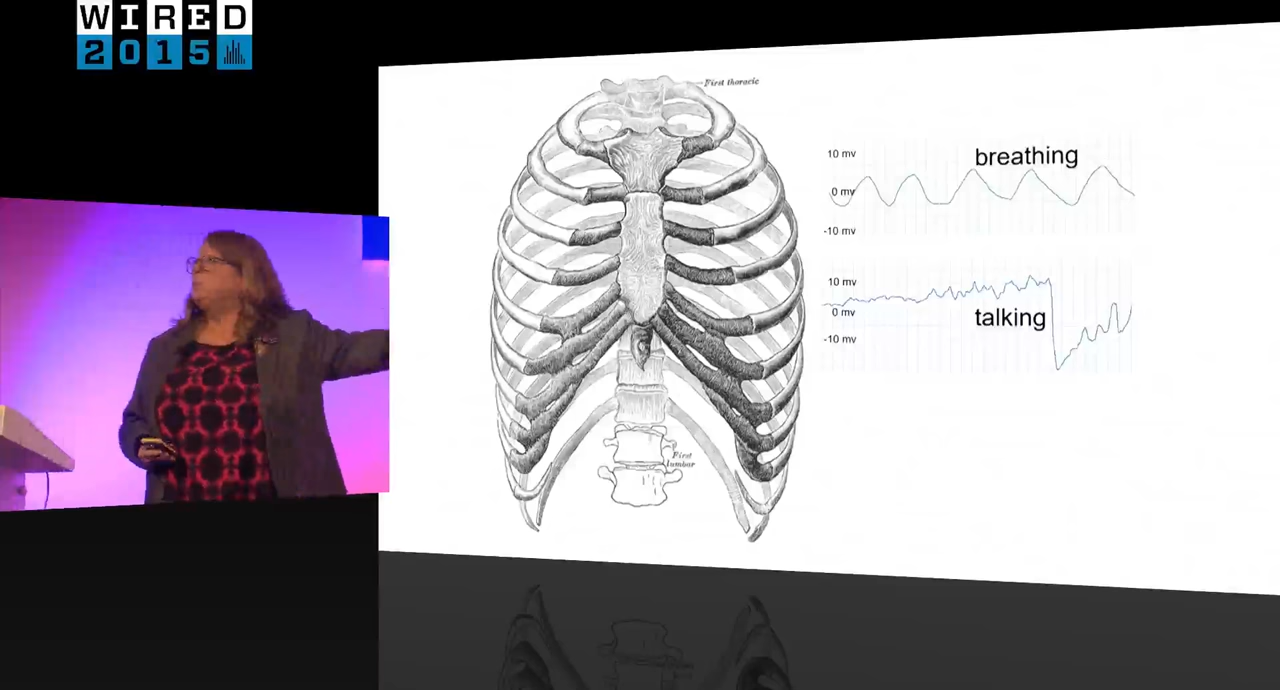 WIRED
2015
First thoracic
10 mv
breathing
0 mv
-10 mv
10 mv
0 mv
talking
-10 mv
First
lumbar